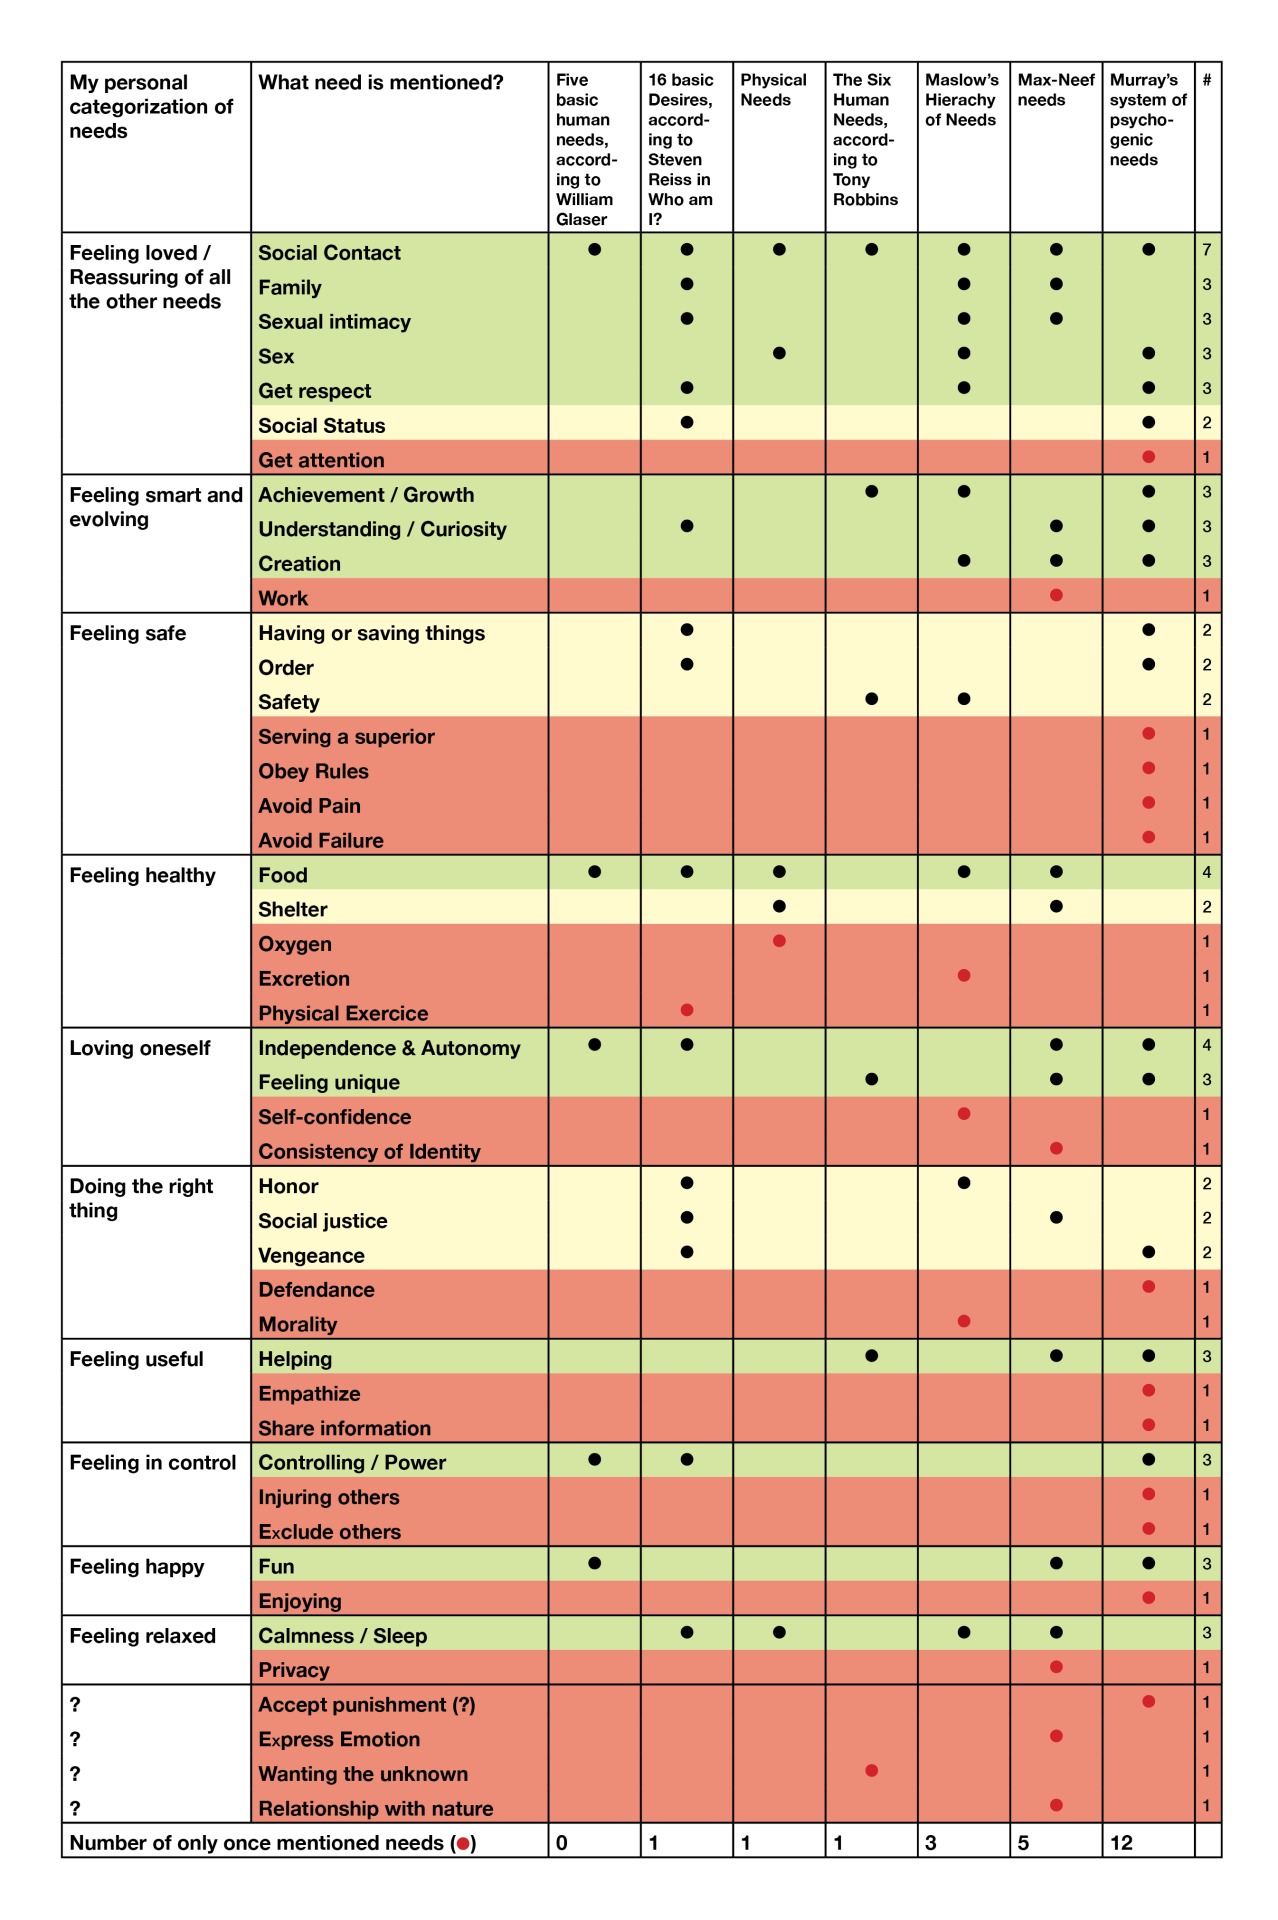 My personal
categorization of
needs
What need is mentioned?
Five
basic
human
needs,
accord-
ing to
William
Glaser
16 basic
Desires,
accord-
ing to
Steven
Reiss in
Who am
I?
Physical
Needs
The Six
Human
Needs,
accord-
ing to
Tony
Robbins
Maslow’s
Hierachy
of Needs
Max-Neef
needs
Murray’s
system of
psycho-
genic
needs
#
Feeling loved /
Reassuring of all
the other needs
Social Contact 7
Family 3
Sexual intimacy 3
Sex 3
Get respect 3
Social Status 2
Get attention 1
Feeling smart and
evolving
Achievement / Growth 3
Understanding / Curiosity 3
Creation 3
Work 1
Feeling safe
Having or saving things 2
Order 2
Safety 2
Serving a superior 1
Obey Rules 1
Avoid Pain 1
Avoid Failure 1
Feeling healthy
Food 4
Shelter 2
Oxygen 1
Excretion 1
Physical Exercice 1
Loving oneself
Independence & Autonomy 4
Feeling unique 3
Self-confidence 1
Consistency of Identity 1
Doing the right
thing
Honor 2
Social justice 2
Vengeance 2
Defendance 1
Morality 1
Feeling useful
Helping 3
Empathize 1
Share information 1
Feeling in control
Controlling / Power 3
Injuring others 1
Exclude others 1
Feeling happy
Fun 3
Enjoying 1
Feeling relaxed
Calmness / Sleep 3
Privacy 1
? Accept punishment (?) 1
? Express Emotion 1
? Wanting the unknown 1
? Relationship with nature 1
Number of only once mentioned needs (●) 0 1 1 1 3 5 12